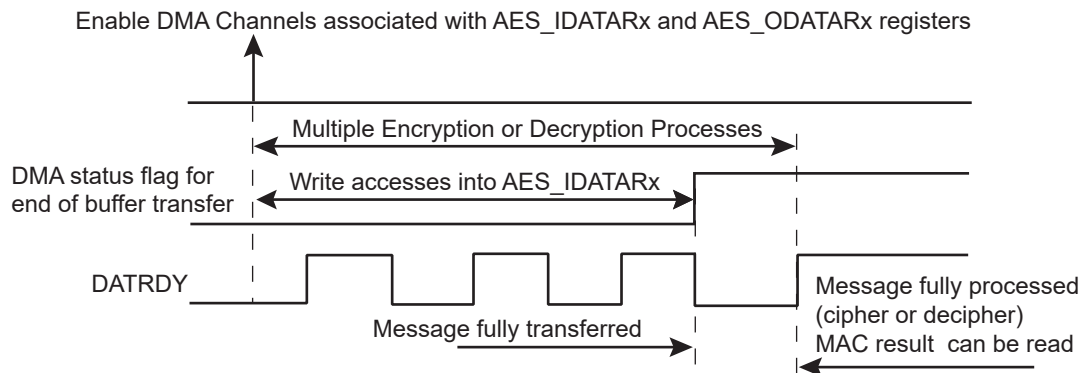 Enable DMA Channels associated with AES_IDATARx and AES_ODATARx registers
Multiple Encryption or Decryption Processes
DMA status flag for
end of buffer transfer
Write accesses into AES_IDATARx
DATRDY
Message fully transferred
Message fully processed
(cipher or decipher)
MAC result can be read